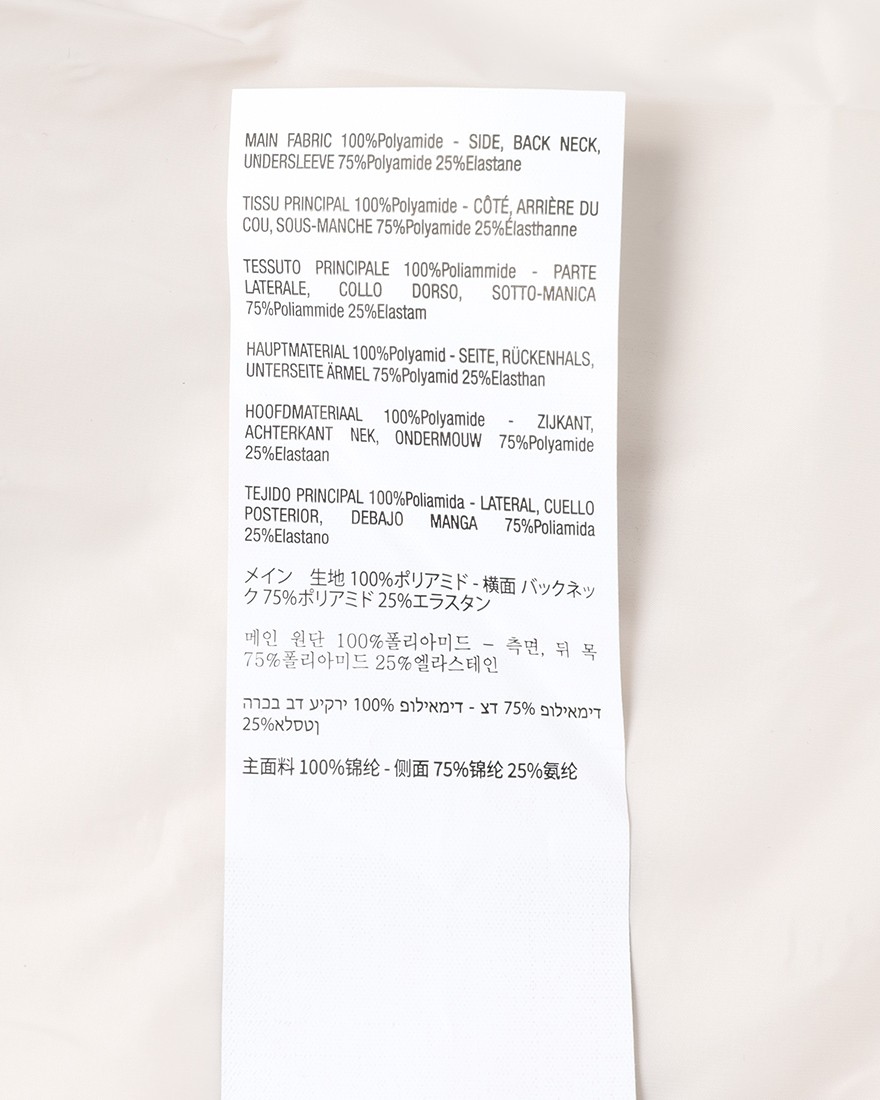 MAIN FABRIC 100%Polyamide - SIDE, BACK NECK,
UNDERSLEEVE 75%Polyamide 25%Elastane
TISSU PRINCIPAL 100%Polyamide - CÔTÉ, ARRIÈRE DU
COU, SOUS-MANCHE 75%Polyamide 25%Élasthanne
TESSUTO PRINCIPALE 100%Poliammide - PARTE
LATERALE, COLLO DORSO, SOTTO-MANICA
75%Poliammide 25%Elastam
HAUPTMATERIAL 100%Polyamid - SEITE, RÜCKENHALS,
UNTERSEITE ÄRMEL 75%Polyamid 25%Elasthan
HOOFDMATERIAAL 100%Polyamide - ZIJKANT,
ACHTERKANT NEK, ONDERMOUW 75%Polyamide
25%Elastaan
TEJIDO PRINCIPAL 100%Poliamida - LATERAL, CUELLO
POSTERIOR, DEBAJO MANGA 75%Poliamida
25%Elastano
メイン 生地 100%ポリアミド - 横面 バックネッ
ク 75%ポリアミド 25%エラスタン
메인 원단 100%폴리아미드 - 측면, 뒤 목
75%폴리아미드 25%엘라스테인
הרכב בד עיקרי 100% פוליאמיד - צד 75% פוליאמיד
25%אלסטן
主面料 100%锦纶 - 侧面 75%锦纶 25%氨纶